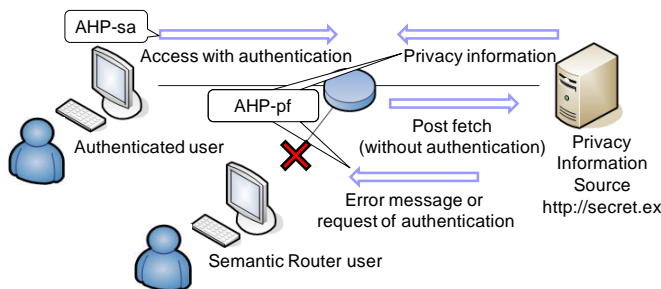 AHP-sa
Access with authentication
Privacy information
AHP-pf
Authenticated user
Post fetch
(without authentication)
Privacy
Information
Source
http://secret.ex
Error message or
request of authentication
Semantic Router user